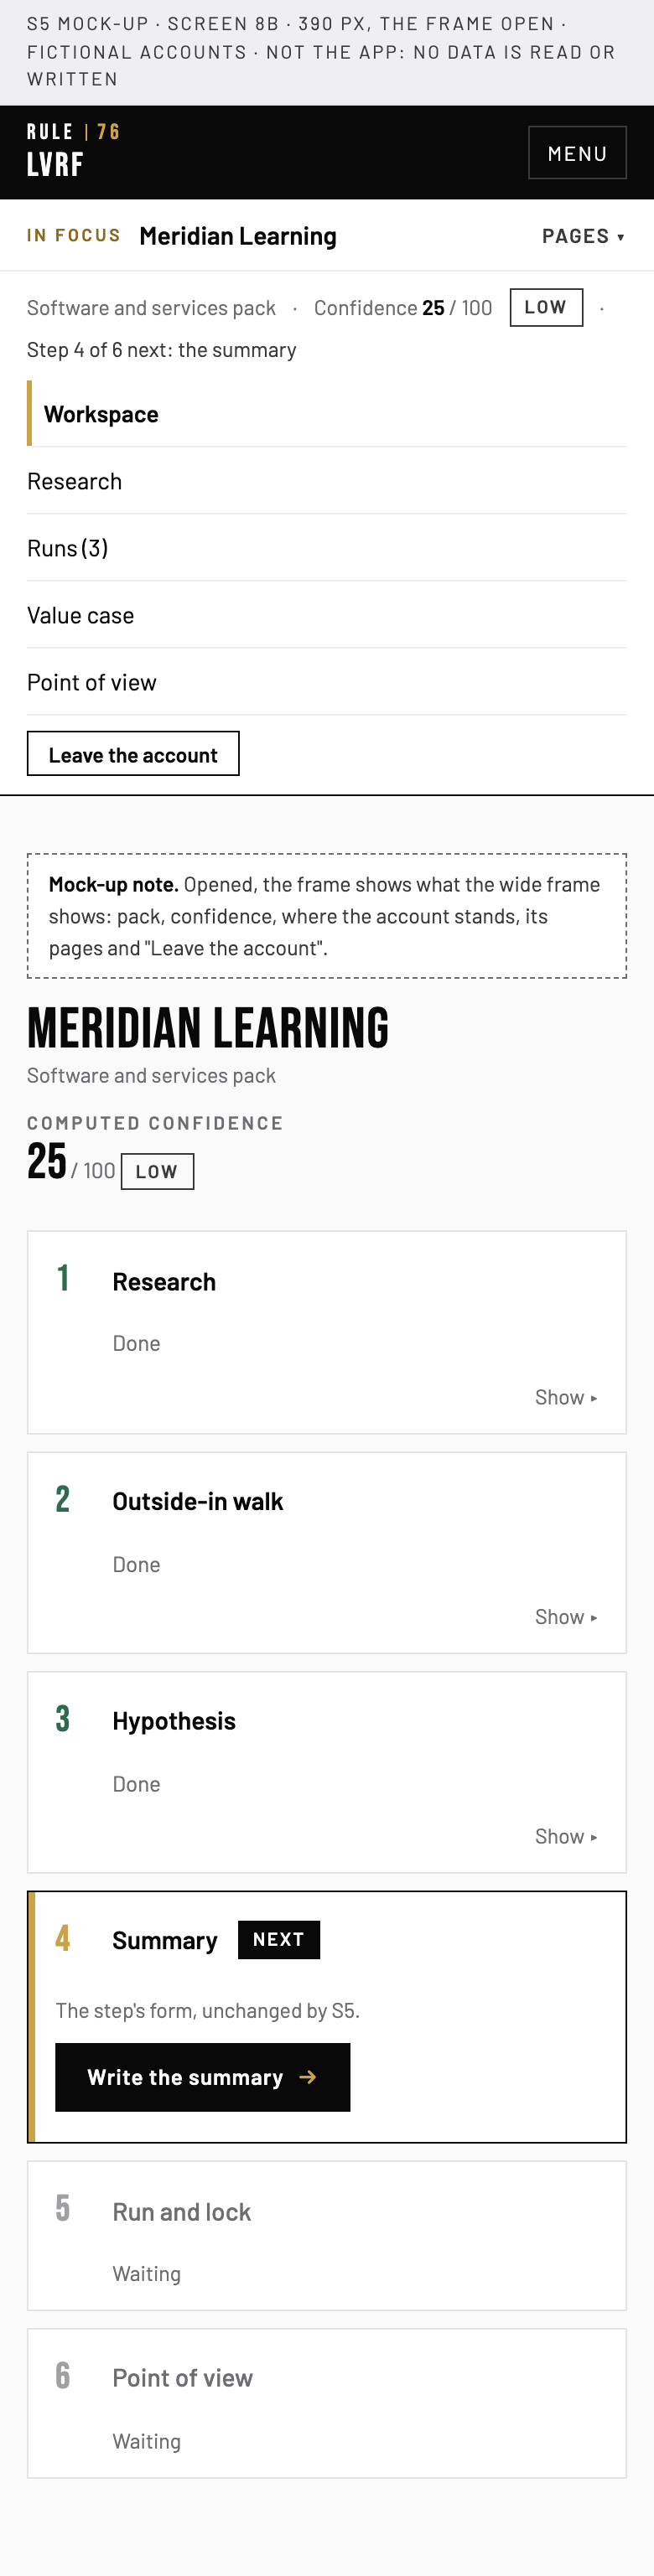 S5 MOCK-UP · SCREEN 8B · 390 PX, THE FRAME OPEN ·
FICTIONAL ACCOUNTS · NOT THE APP: NO DATA IS READ OR
WRITTEN
RULE | 76
LVRF
MENU
IN FOCUS Meridian Learning PAGES ▾
Software and services pack · Confidence 25 / 100 LOW ·
Step 4 of 6 next: the summary
Workspace
Research
Runs (3)
Value case
Point of view
Leave the account
Mock-up note. Opened, the frame shows what the wide frame
shows: pack, confidence, where the account stands, its
pages and "Leave the account".
MERIDIAN LEARNING
Software and services pack
COMPUTED CONFIDENCE
25 / 100 LOW
1 Research
Done
Show ▸
2 Outside-in walk
Done
Show ▸
3 Hypothesis
Done
Show ▸
4 Summary NEXT
The step's form, unchanged by S5.
Write the summary →
5 Run and lock
Waiting
6 Point of view
Waiting